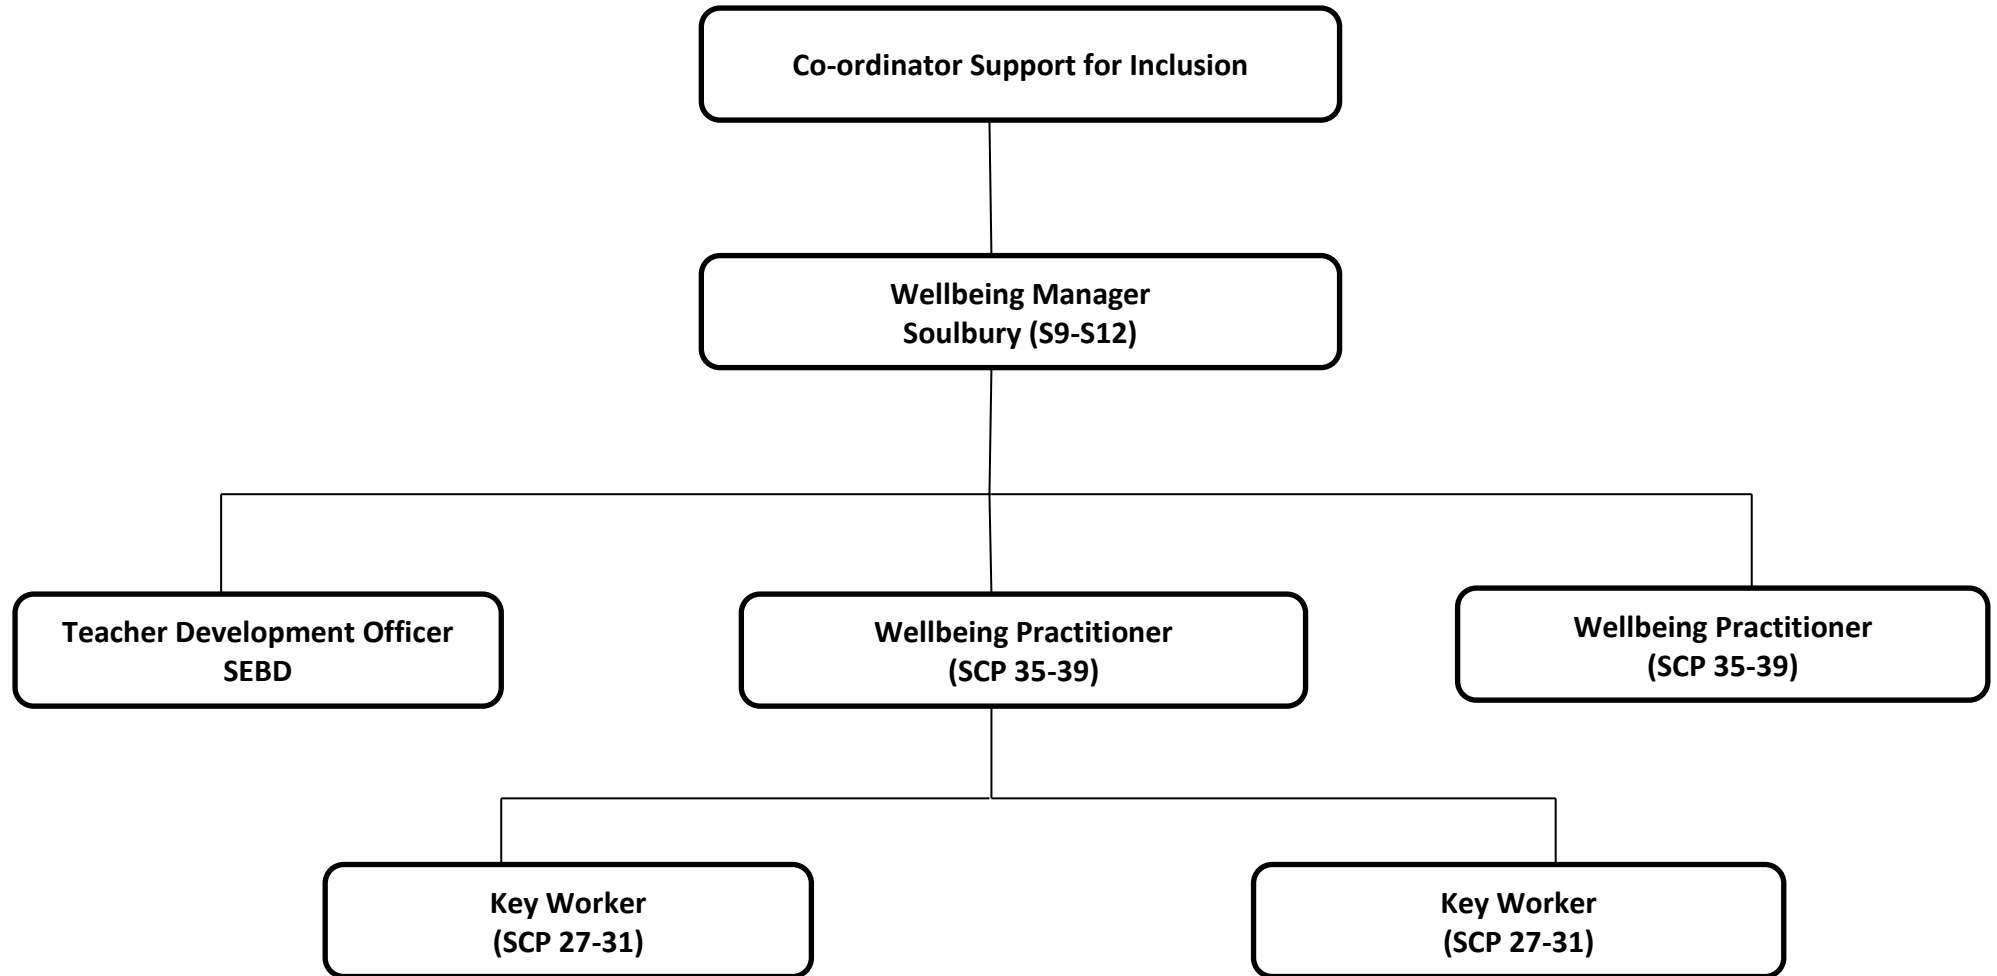 Co-ordinator Support for Inclusion
Wellbeing Manager
Soulbury (S9-S12)
Teacher Development Officer
SEBD
Wellbeing Practitioner
(SCP 35-39)
Wellbeing Practitioner
(SCP 35-39)
Key Worker
(SCP 27-31)
Key Worker
(SCP 27-31)